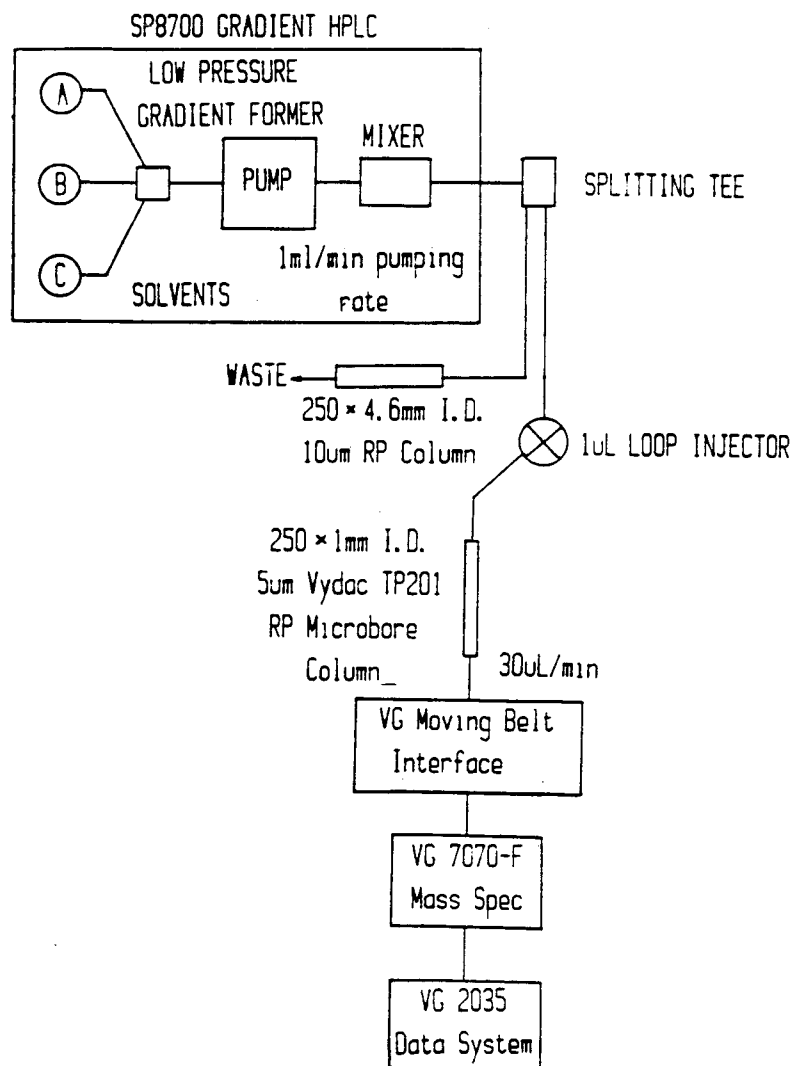 SP8700 GRADIENT HPLC
LOW PRESSURE
GRADIENT FORMER
A
B
C
PUMP
MIXER
SPLITTING TEE
1ml/min pumping
rate
SOLVENTS
WASTE
250 × 4.6mm I.D.
10um RP Column
1uL LOOP INJECTOR
250 × 1mm I.D.
5um Vydac TP201
RP Microbore
Column_
30uL/min
VG Moving Belt
Interface
VG 7070-F
Mass Spec
VG 2035
Data System